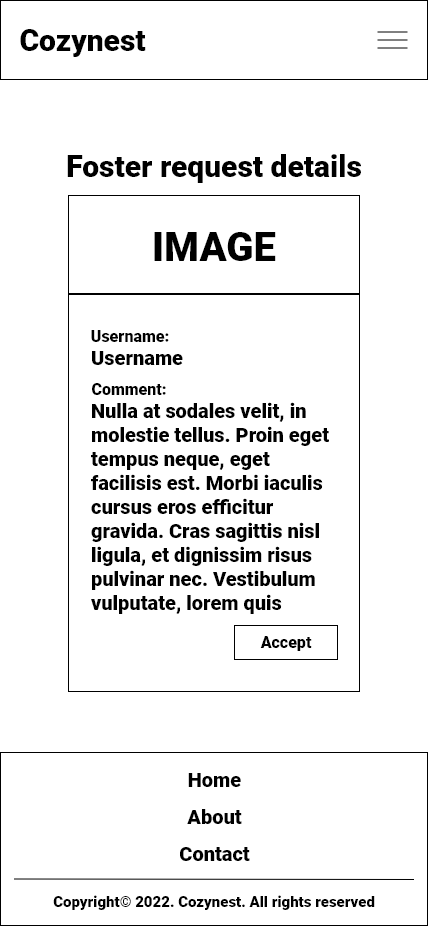 Cozynest
Foster request details
IMAGE
Username:
Username
Comment:
Nulla at sodales velit, in
molestie tellus. Proin eget
tempus neque, eget
facilisis est. Morbi iaculis
cursus eros efficitur
gravida. Cras sagittis nisl
ligula, et dignissim risus
pulvinar nec. Vestibulum
vulputate, lorem quis
Accept
Home
About
Contact
Copyright© 2022. Cozynest. All rights reserved